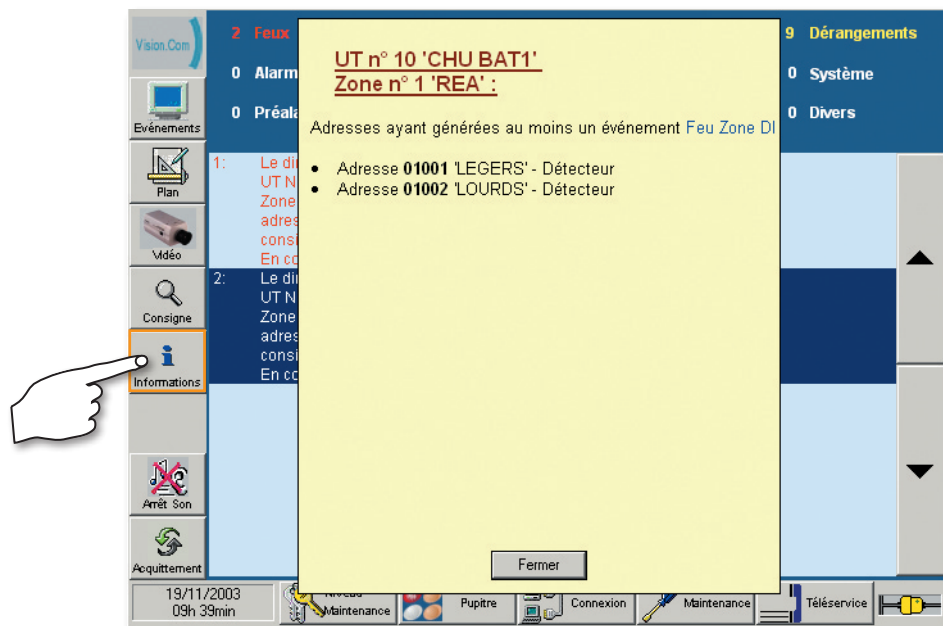 Vision.Com
2 Feux
0 Alarm
0 Préala
9 Dérangements
0 Système
0 Divers
Evénements
Plan
Vidéo
Consigne
Informations
Arrêt Son
Acquittement
1: Le di
UT N
Zone
adres
consi
En co
2: Le di
UT N
Zone
adres
consi
En co
UT n° 10 'CHU BAT1'
Zone n° 1 'REA' :
Adresses ayant générées au moins un événement Feu Zone DI
• Adresse 01001 'LEGERS' - Détecteur
• Adresse 01002 'LOURDS' - Détecteur
Fermer
19/11/2003
09h 39min
Niveau
Maintenance
Pupitre
Connexion
Maintenance
Téléservice